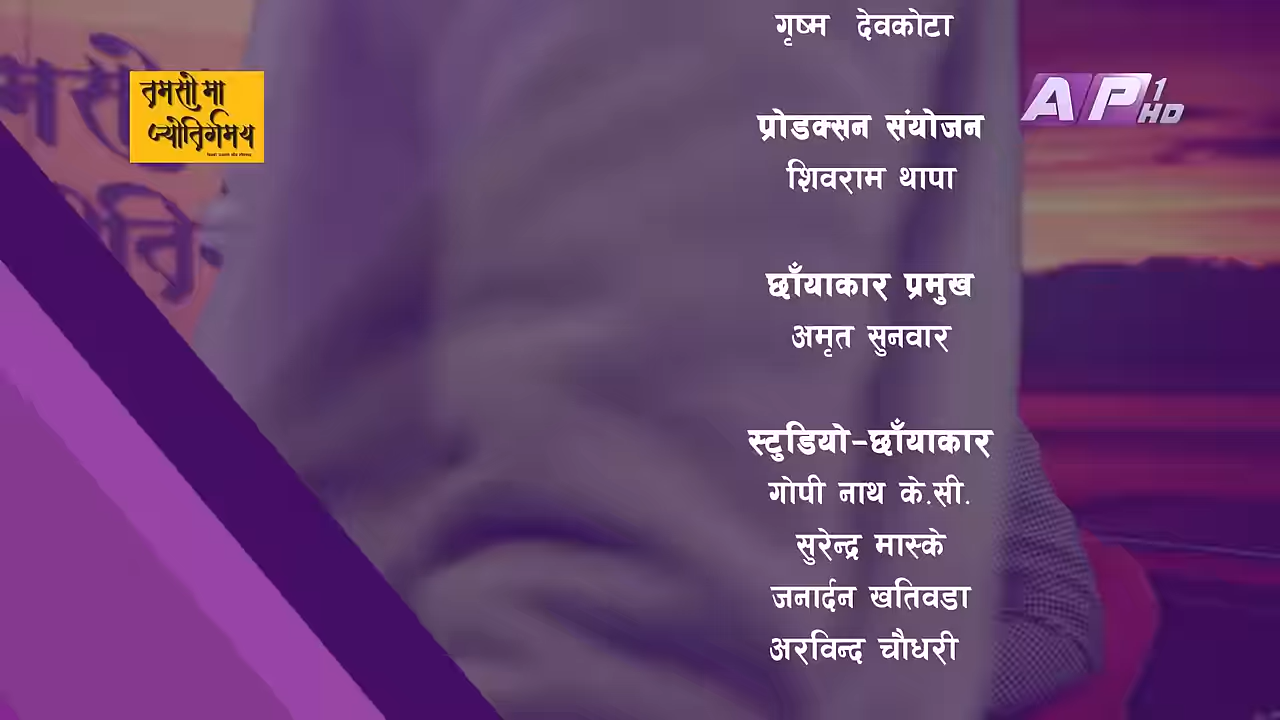 गृष्म देवकोटा
तमसो मा
ज्योतिर्गमय
AP1
HD
प्रोडक्सन संयोजन
शिवराम थापा
छाँयाकार प्रमुख
अमृत सुनवार
स्टुडियो-छाँयाकार
गोपी नाथ के.सी.
सुरेन्द्र मास्के
जनार्दन खतिवडा
अरविन्द चौधरी